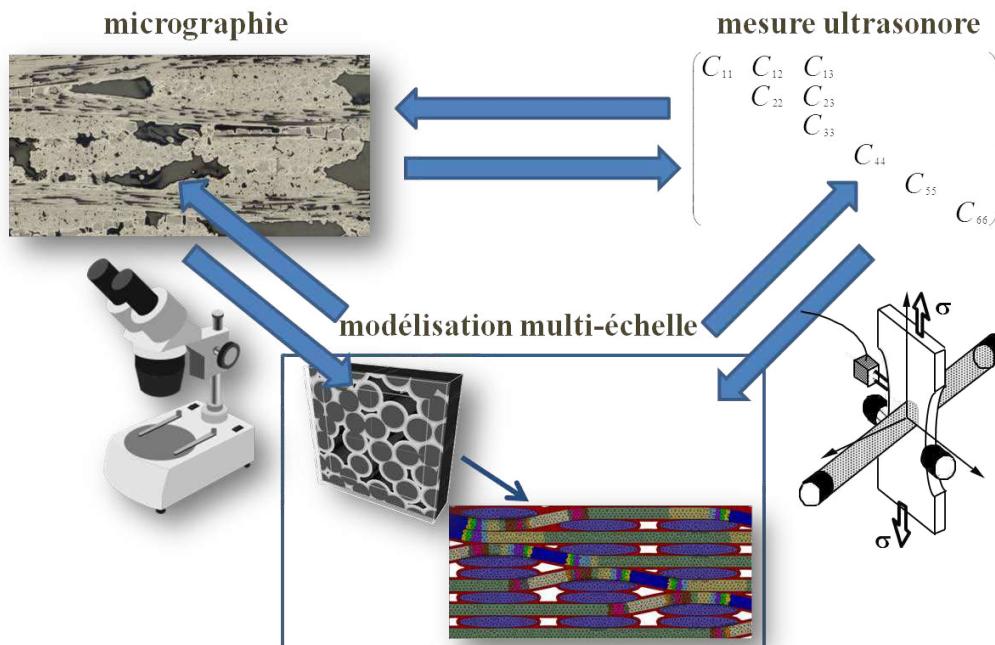 micrographie
mesure ultrasonore
C11 C12 C13
C22 C23
C33
C44
C55
C66
modélisation multi-échelle
σ
σ